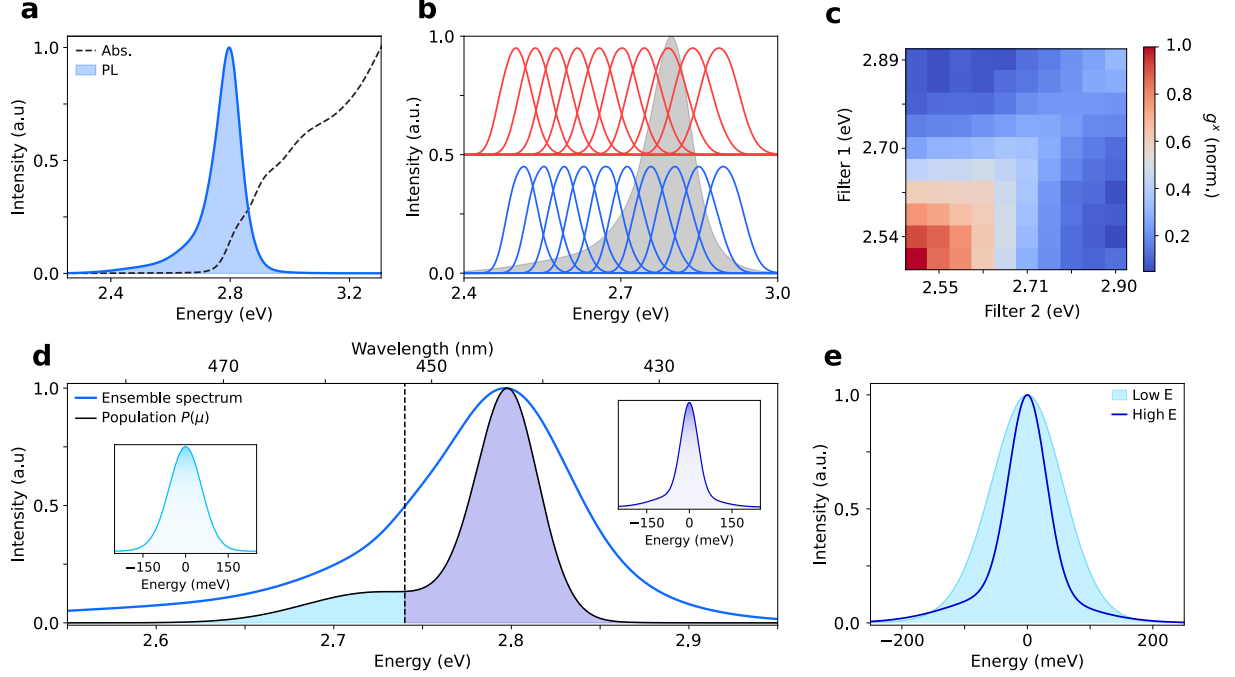 a
1.0
0.5
0.0
Intensity (a.u)
Abs.
PL
2.4
2.8
3.2
Energy (eV)
b
1.0
0.5
0.0
Intensity (a.u.)
2.4
2.7
3.0
Energy (eV)
c
2.89
2.70
2.54
Filter 1 (eV)
2.55
2.71
2.90
Filter 2 (eV)
1.0
0.8
0.6
0.4
0.2
gˣ (norm.)
d
Wavelength (nm)
470
450
430
1.0
0.5
0.0
Intensity (a.u)
Ensemble spectrum
Population P(μ)
−150
0
150
Energy (meV)
−150
0
150
Energy (meV)
2.6
2.7
2.8
2.9
Energy (eV)
e
1.0
0.5
0.0
Intensity (a.u.)
Low E
High E
−200
0
200
Energy (meV)